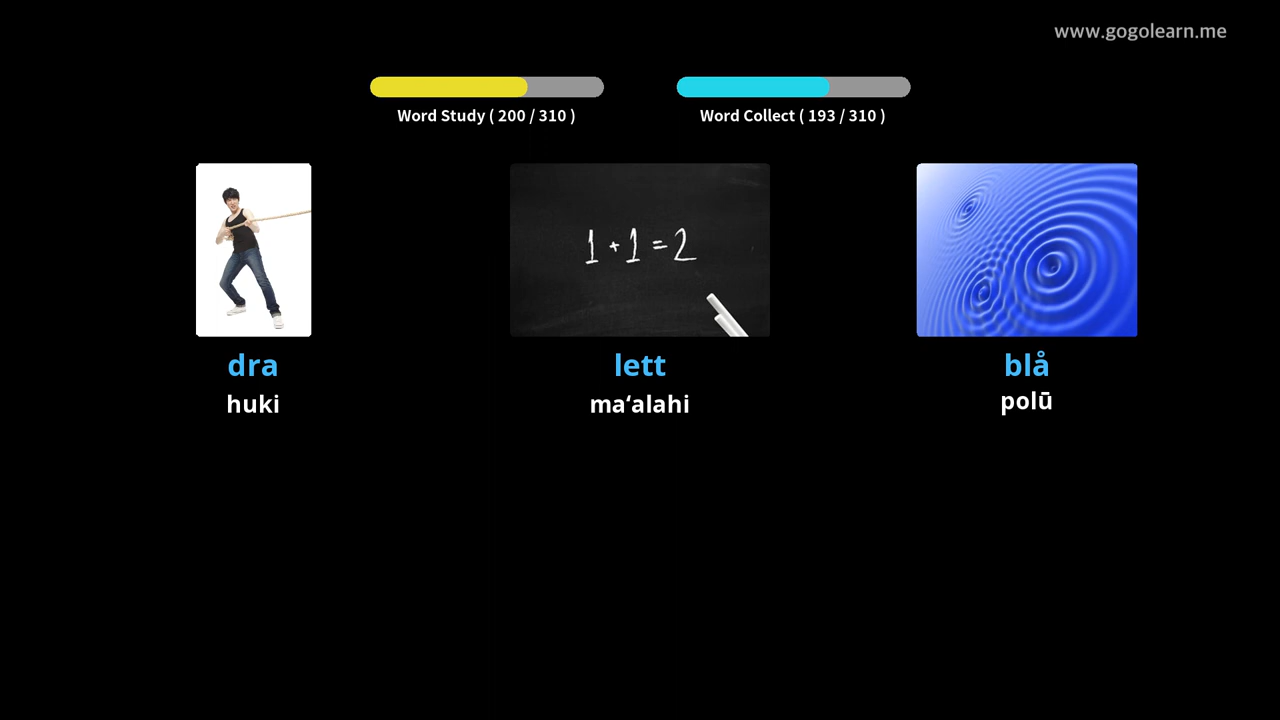 www.gogolearn.me
Word Study ( 200 / 310 )
Word Collect ( 193 / 310 )
1 + 1 = 2
dra
huki
lett
maʻalahi
blå
polū